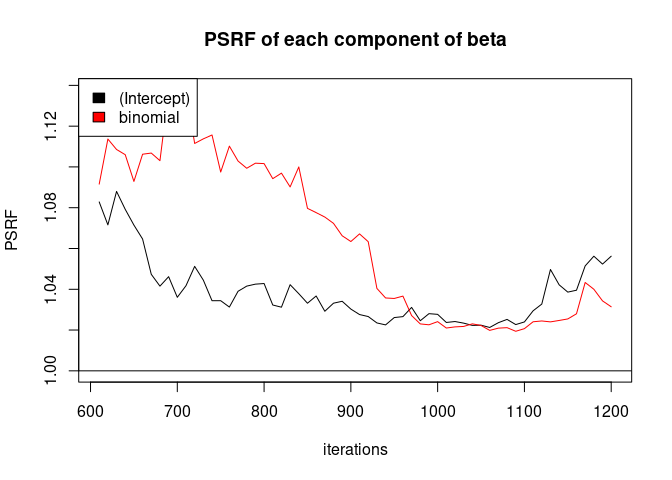 PSRF of each component of beta
(Intercept)
binomial
PSRF
1.12
1.08
1.04
1.00
600 700 800 900 1000 1100 1200
iterations